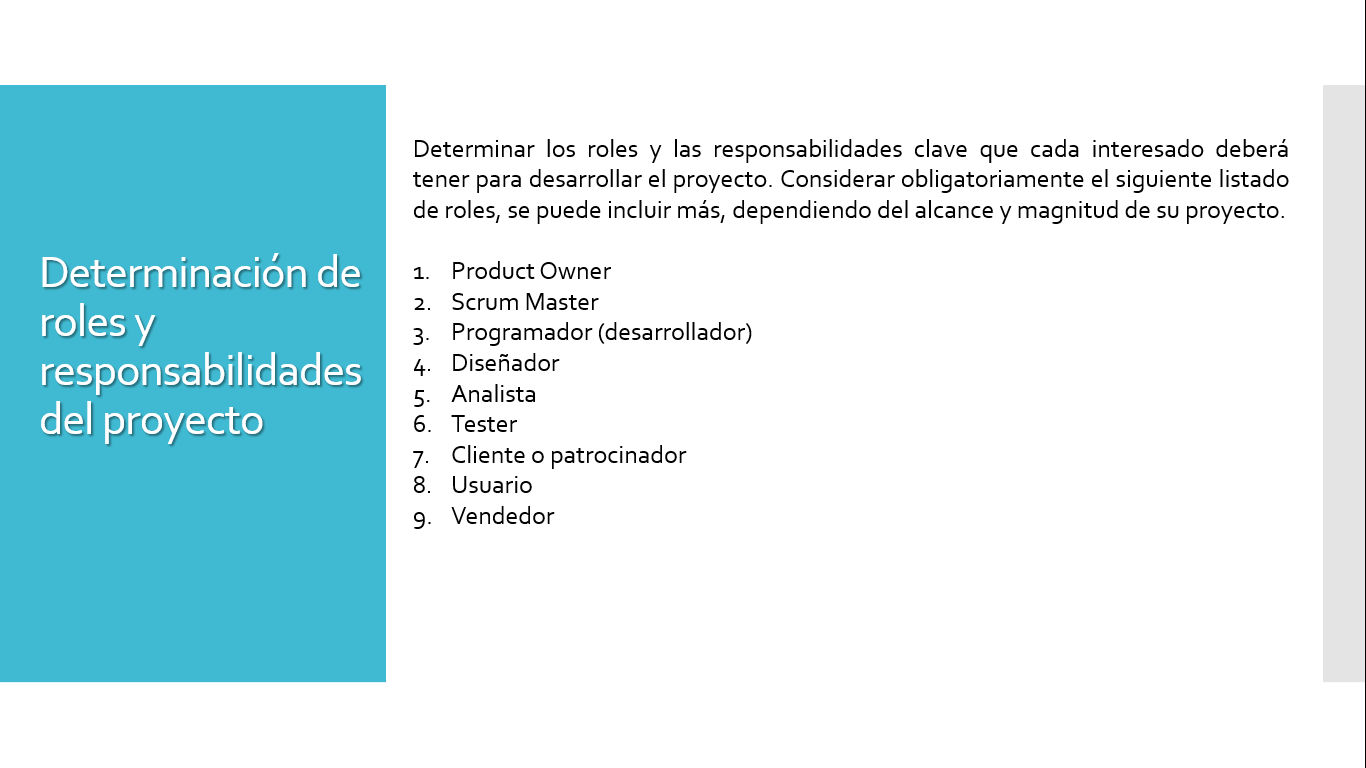 Determinación de
roles y
responsabilidades
del proyecto
Determinar los roles y las responsabilidades clave que cada interesado deberá
tener para desarrollar el proyecto. Considerar obligatoriamente el siguiente listado
de roles, se puede incluir más, dependiendo del alcance y magnitud de su proyecto.
1. Product Owner
2. Scrum Master
3. Programador (desarrollador)
4. Diseñador
5. Analista
6. Tester
7. Cliente o patrocinador
8. Usuario
9. Vendedor